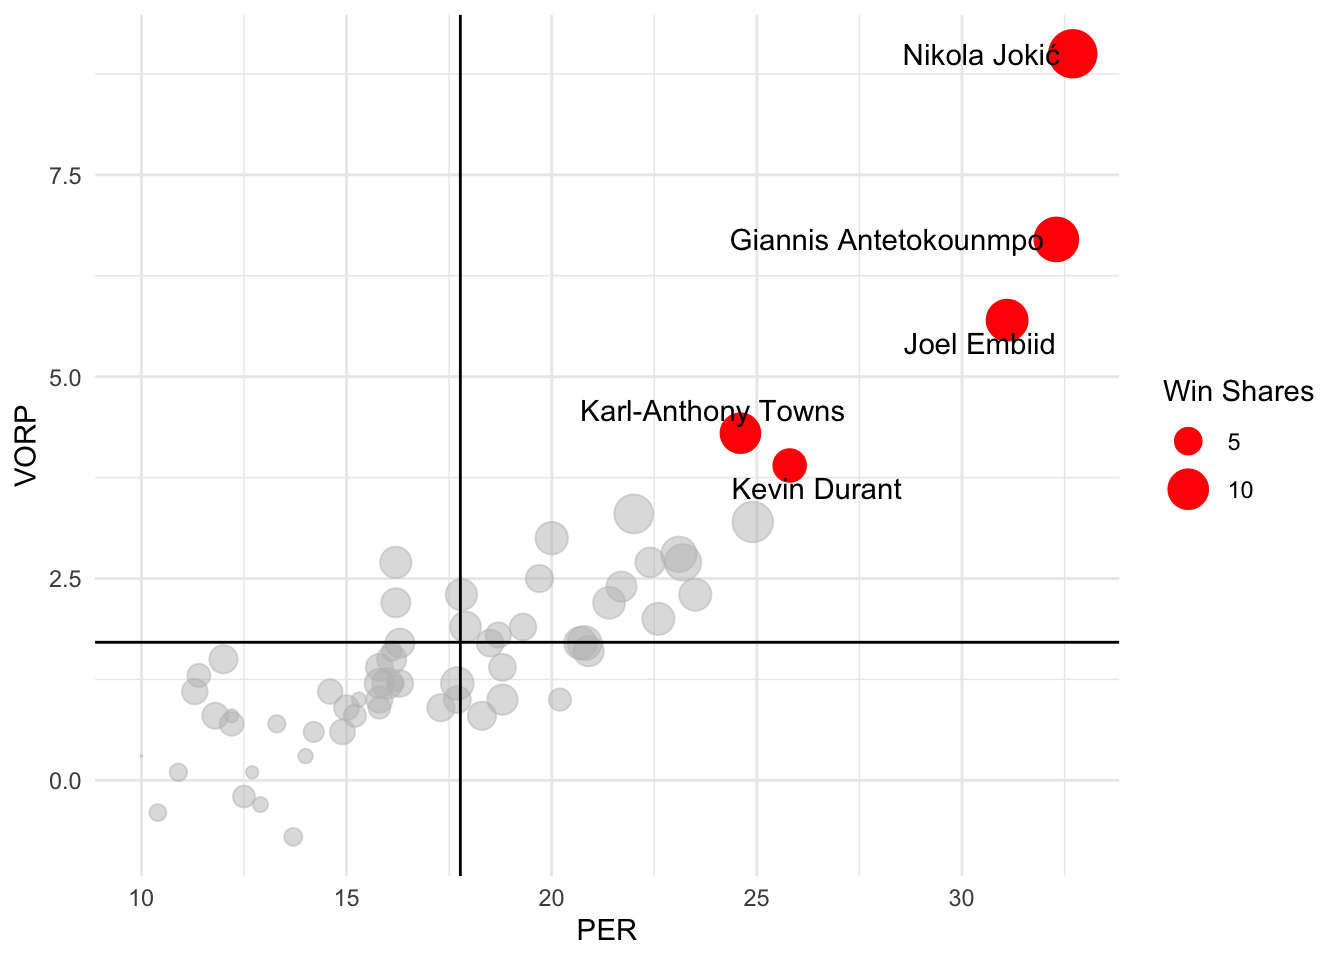 Nikola Jokić
7.5
Giannis Antetokounmpo
Joel Embiid
5.0
Karl-Anthony Towns
Kevin Durant
VORP
2.5
0.0
10 15 20 25 30
PER
Win Shares
5
10